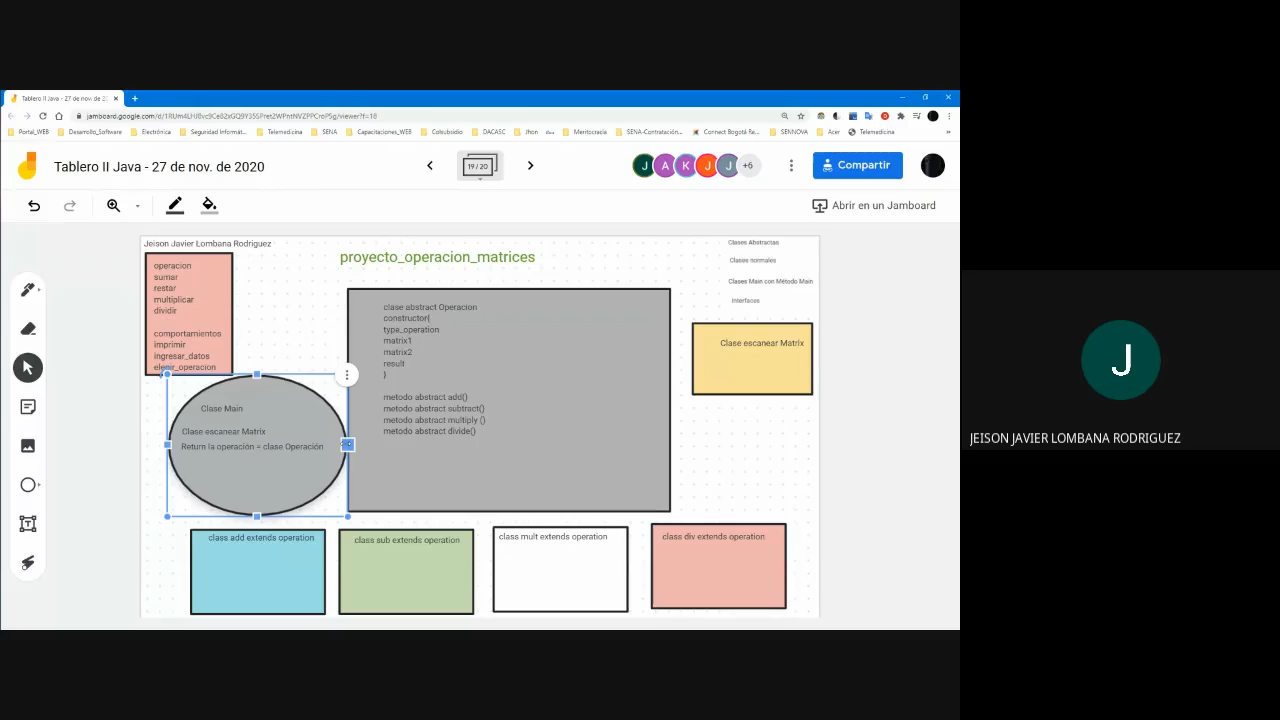 Tablero II Java - 27 de nov. de 20
jamboard.google.com/d/
Portal_WEB
Desarrollo_Software
Electrónica
Seguridad Informát...
Telemedicina
SENA
Capacitaciones_WEB
Colsubsidio
DACASC
Jhon
Meritocracia
SENA-Contratación...
Connect Bogotá Re...
SENNOVA
Acer
Telemedicina
Tablero II Java - 27 de nov. de 2020
19 / 20
J
A
K
J
J
+6
Compartir
Abrir en un Jamboard
Jeison Javier Lombana Rodriguez
proyecto_operacion_matrices
Clases Abstractas
Clases normales
Clases Main con Método Main
Interfaces
operacion
sumar
restar
multiplicar
dividir
comportamientos
imprimir
ingresar_datos
elegir_operacion
clase abstract Operacion
constructor(
type_operation
matrix1
matrix2
result
)
metodo abstract add()
metodo abstract subtract()
metodo abstract multiply ()
metodo abstract divide()
Clase escanear Matrix
Clase Main
Clase escanear Matrix
Return la operación = clase Operación
class add extends operation
class sub extends operation
class mult extends operation
class div extends operation
J
JEISON JAVIER LOMBANA RODRIGUEZ